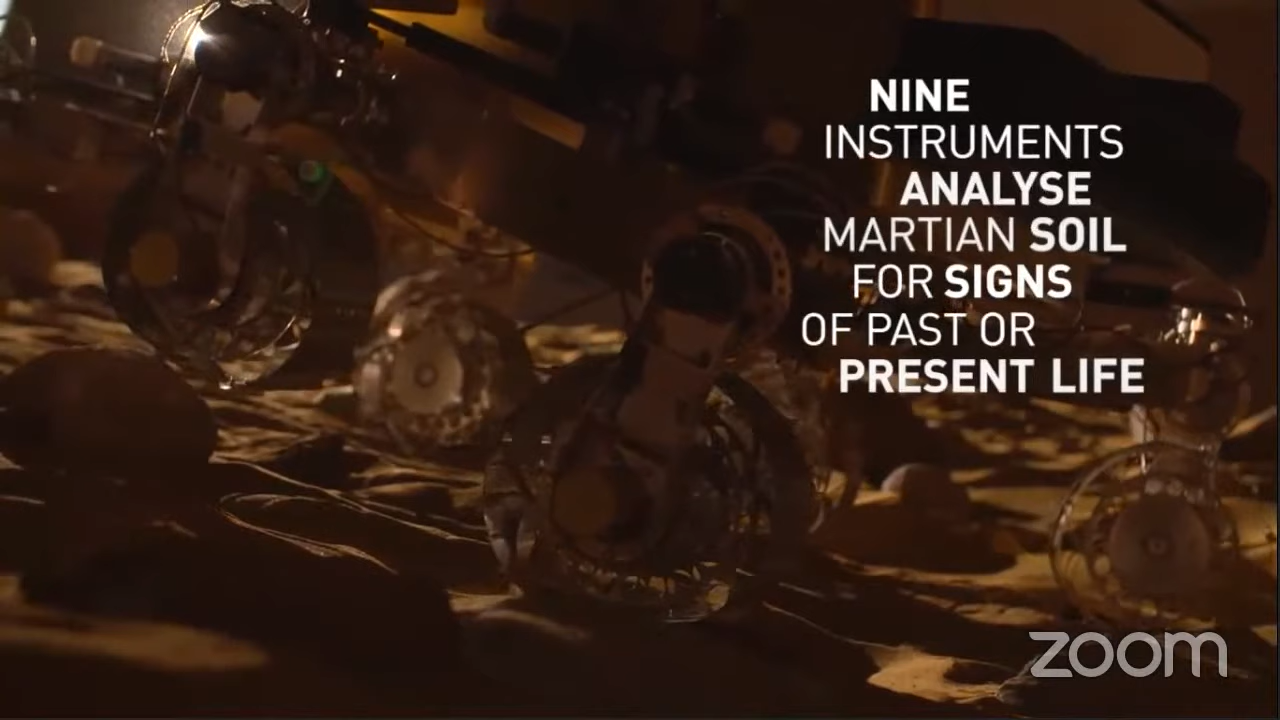 NINE
INSTRUMENTS
ANALYSE
MARTIAN SOIL
FOR SIGNS
OF PAST OR
PRESENT LIFE
zoom